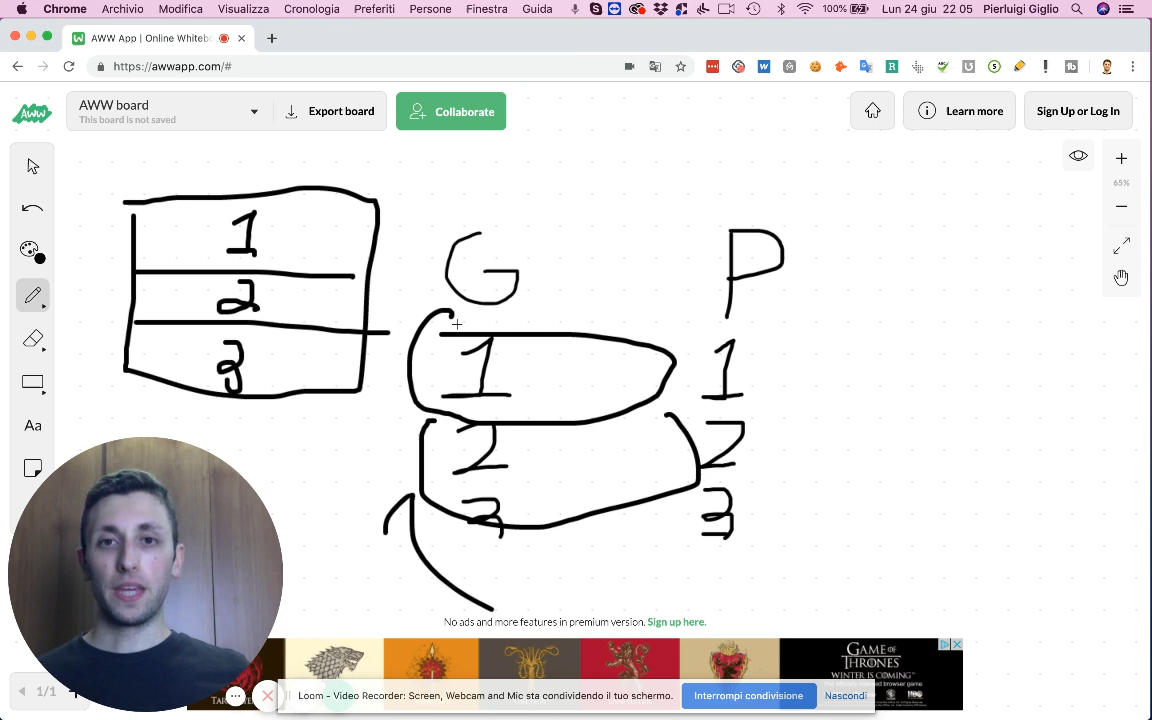 Chrome Archivio Modifica Visualizza Cronologia Preferiti Persone Finestra Guida 100% Lun 24 giu 22 05 Pierluigi Giglio
AWW App | Online Whitebo
https://awwapp.com/#
AWW
AWW board
This board is not saved
Export board
Collaborate
Learn more
Sign Up or Log In
65%
1
2
3
G P
1 1
2 2
3 3
Aa
No ads and more features in premium version. Sign up here.
GAME OF
THRONES
WINTER IS COMING
1/1
Loom – Video Recorder: Screen, Webcam and Mic sta condividendo il tuo schermo.
Interrompi condivisione
Nascondi